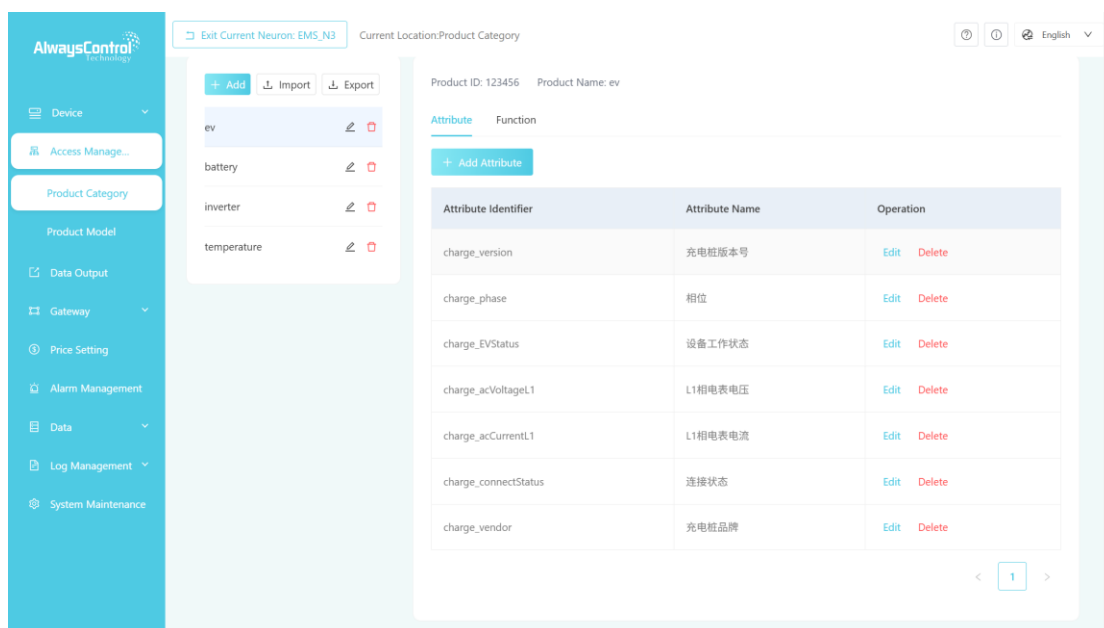 AlwaysControl
Technology
Exit Current Neuron: EMS_N3
Current Location:Product Category
English
Device
Access Manage...
Product Category
Product Model
Data Output
Gateway
Price Setting
Alarm Management
Data
Log Management
System Maintenance
+ Add
Import
Export
ev
battery
inverter
temperature
Product ID: 123456 Product Name: ev
Attribute Function
+ Add Attribute
Attribute Identifier Attribute Name Operation
charge_version 充电桩版本号 Edit Delete
charge_phase 相位 Edit Delete
charge_EVStatus 设备工作状态 Edit Delete
charge_acVoltageL1 L1相电表电压 Edit Delete
charge_acCurrentL1 L1相电表电流 Edit Delete
charge_connectStatus 连接状态 Edit Delete
charge_vendor 充电桩品牌 Edit Delete
< 1 >